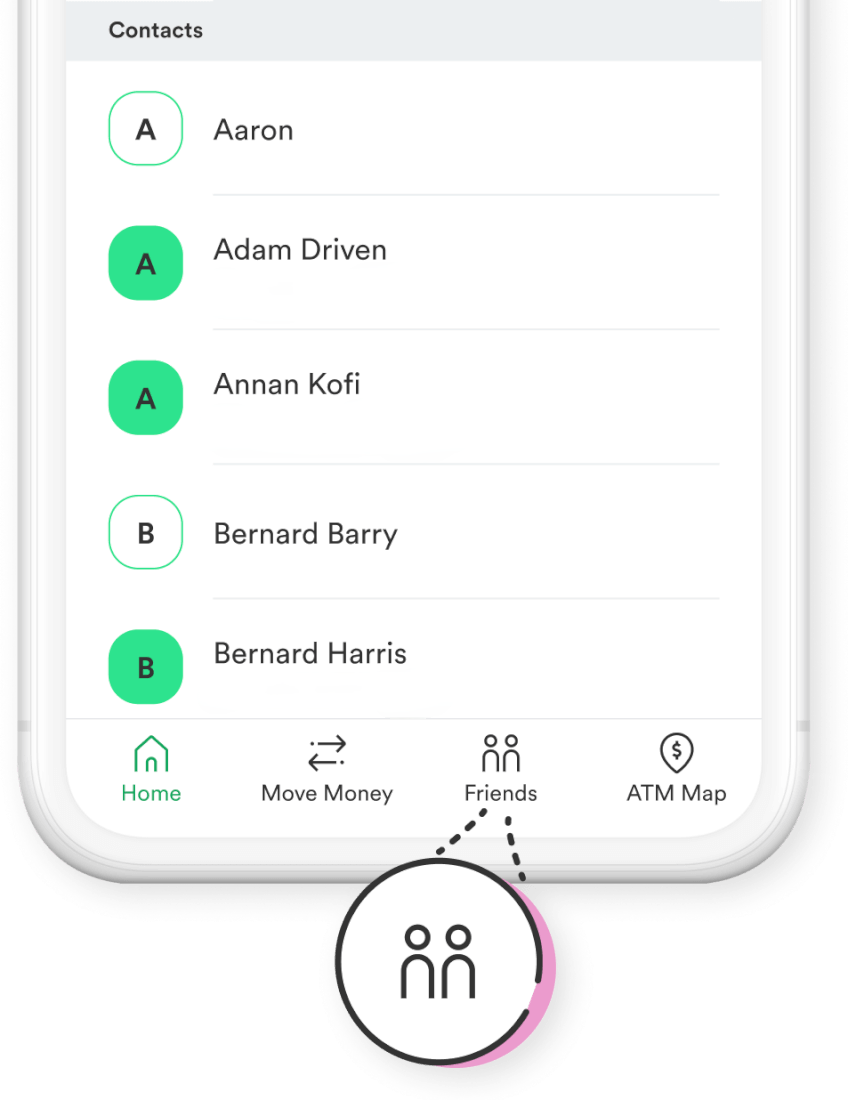 Contacts
A
Aaron
A
Adam Driven
A
Annan Kofi
B
Bernard Barry
B
Bernard Harris
Home
Move Money
Friends
$
ATM Map